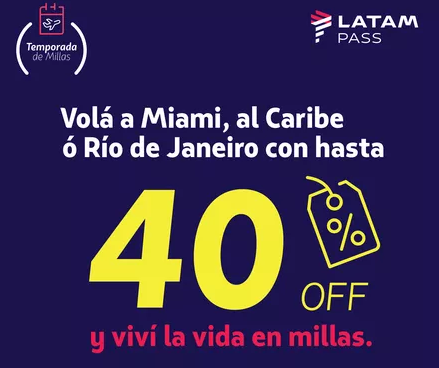 Temporada
de Millas
LATAM
PASS
Volá a Miami, al Caribe
ó Río de Janeiro con hasta
40
%
OFF
y viví la vida en millas.